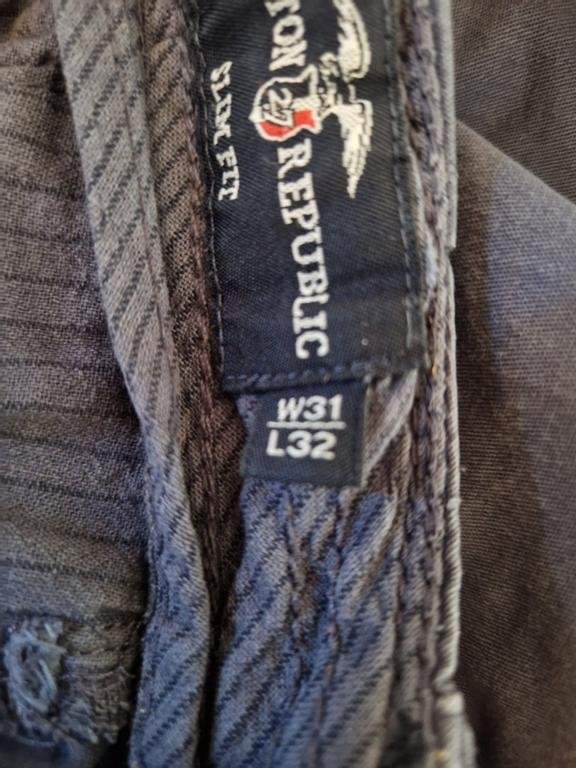 TON 27 REPUBLIC
SLIM FIT
W31
L32